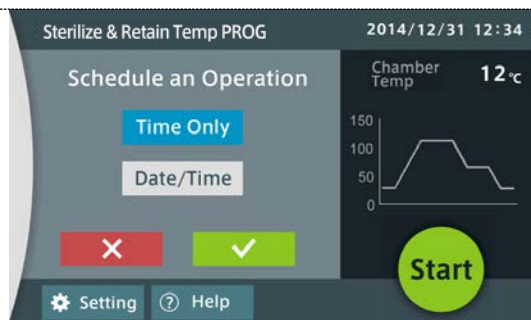 Sterilize & Retain Temp PROG
2014/12/31 12:34
Schedule an Operation
Time Only
Date/Time
Chamber
Temp
12°C
150
100
50
0
Start
Setting
? Help